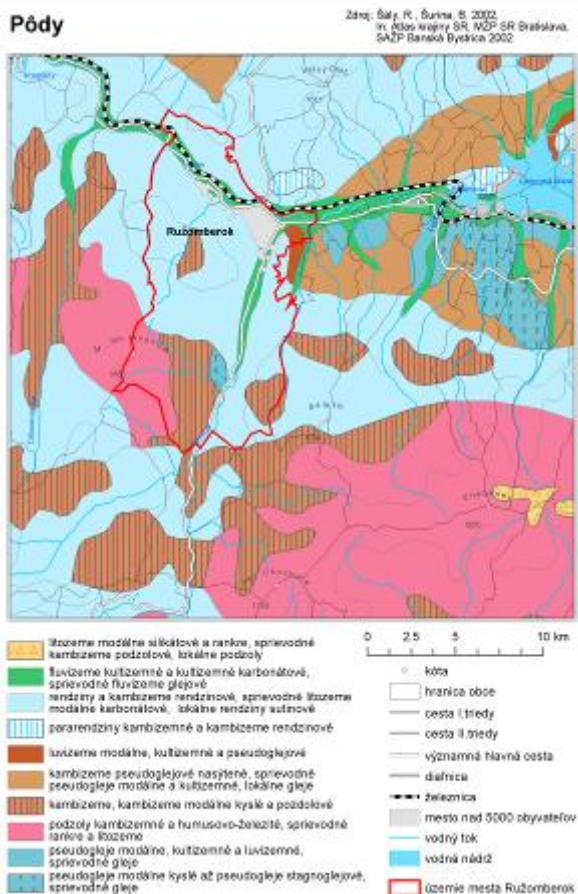 Pôdy
Zdroj: Šály, R., Šurina, B. 2002,
In: Atlas krajiny SR, MŽP SR Bratislava,
SAŽP Banská Bystrica 2002
Ružomberok
litozeme modálne silikátové a rankre, sprievodné
kambizeme podzolové, lokálne podzoly
fluvizeme kultizemné a kultizemné karbonátové,
sprievodné fluvizeme glejové
rendziny a kambizeme rendzinové, sprievodné litozeme
modálne karbonátové, lokálne rendziny sutinové
pararendziny kambizemné a kambizeme rendzinové
luvizeme modálne, kultizemné a pseudoglejové
kambizeme pseudoglejové nasýtené, sprievodné
pseudogleje modálne a kultizemné, lokálne gleje
kambizeme, kambizeme modálne kyslé a pozdolové
podzoly kambizemné a humusovo-železité, sprievodné
rankre a litozeme
pseudogleje modálne, kultizemné a luvizemné,
sprievodné gleje
pseudogleje modálne kyslé až pseudogleje stagnoglejové,
sprievodné gleje
0 2.5 5 10 km
kóta
hranica obce
cesta I.triedy
cesta II.triedy
významná hlavná cesta
diaľnica
železnica
mesto nad 5000 obyvateľov
vodný tok
vodná nádrž
územie mesta Ružomberok